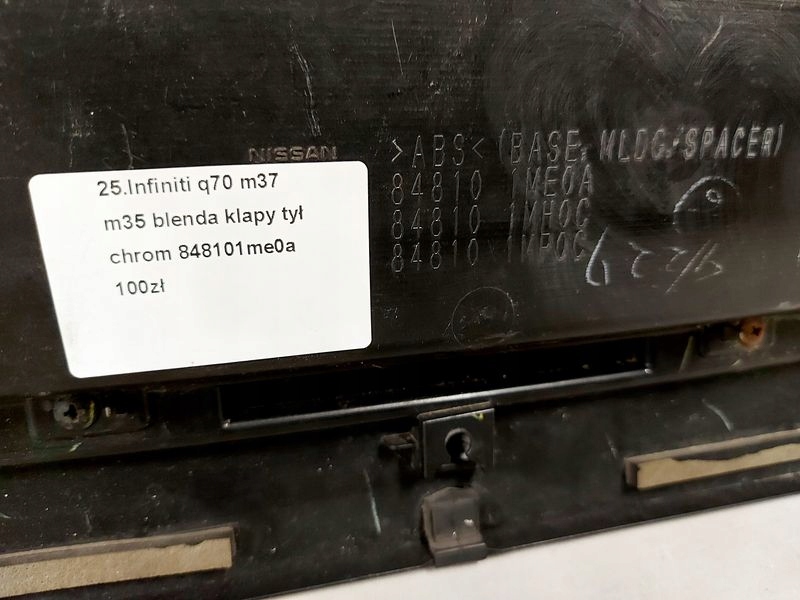 NISSAN
>ABS< (BASE, MLDG/SPACER)
84810 1ME0A
84810 1MH0C
84810 1MP0C
25.Infiniti q70 m37
m35 blenda klapy tył
chrom 848101me0a
100zł